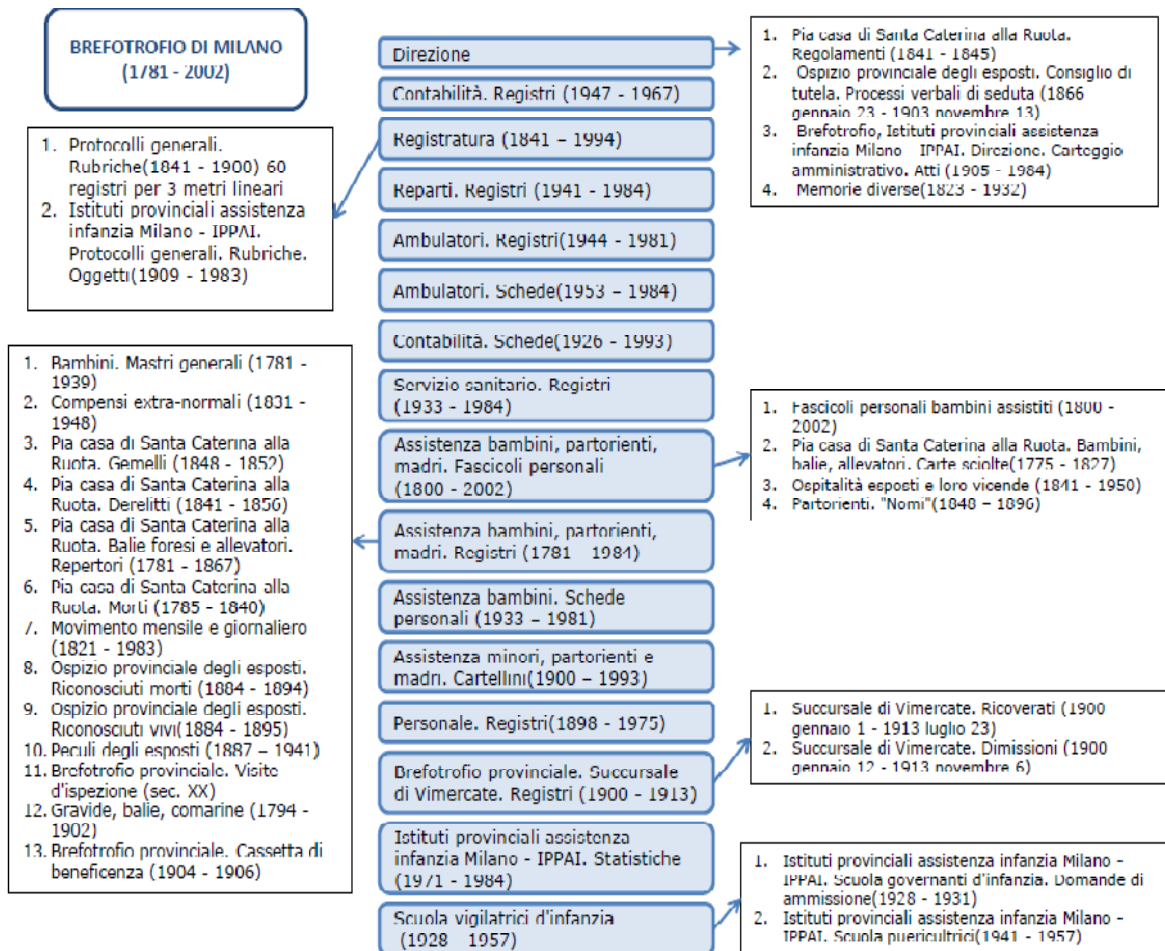 BREFOTROFIO DI MILANO
(1781 - 2002)
1. Protocolli generali.
Rubriche(1841 - 1900) 60
registri per 3 metri lineari
2. Istituti provinciali assistenza
infanzia Milano - IPPAI.
Protocolli generali. Rubriche.
Oggetti(1909 - 1983)
1. Bambini. Mastri generali (1781 -
1939)
2. Compensi extra-normali (1831 -
1948)
3. Pia casa di Santa Caterina alla
Ruota. Gemelli (1848 - 1852)
4. Pia casa di Santa Caterina alla
Ruota. Derelitti (1841 - 1856)
5. Pia casa di Santa Caterina alla
Ruota. Balie foresi e allevatori.
Repertori (1781 - 1867)
6. Pia casa di Santa Caterina alla
Ruota. Morti (1785 - 1840)
7. Movimento mensile e giornaliero
(1821 - 1983)
8. Ospizio provinciale degli esposti.
Riconosciuti morti (1884 - 1894)
9. Ospizio provinciale degli esposti.
Riconosciuti vivi(1884 - 1895)
10. Peculi degli esposti (1887 – 1941)
11. Brefotrofio provinciale. Visite
d'ispezione (sec. XX)
12. Gravide, balie, comarine (1794 -
1902)
13. Brefotrofio provinciale. Cassetta di
beneficenza (1904 - 1906)
Direzione
Contabilità. Registri (1947 - 1967)
Registratura (1841 – 1994)
Reparti. Registri (1941 - 1984)
Ambulatori. Registri(1944 - 1981)
Ambulatori. Schede(1953 – 1984)
Contabilità. Schede(1926 – 1993)
Servizio sanitario. Registri
(1933 - 1984)
Assistenza bambini, partorienti,
madri. Fascicoli personali
(1800 - 2002)
Assistenza bambini, partorienti,
madri. Registri (1781 - 1984)
Assistenza bambini. Schede
personali (1933 – 1981)
Assistenza minori, partorienti e
madri. Cartellini(1900 – 1993)
Personale. Registri(1898 - 1975)
Brefotrofio provinciale. Succursale
di Vimercate. Registri (1900 - 1913)
Istituti provinciali assistenza
infanzia Milano - IPPAI. Statistiche
(1971 - 1984)
Scuola vigilatrici d'infanzia
(1928 - 1957)
1. Pia casa di Santa Caterina alla Ruota.
Regolamenti (1841 - 1845)
2. Ospizio provinciale degli esposti. Consiglio di
tutela. Processi verbali di seduta (1866
gennaio 23 - 1903 novembre 13)
3. Brefotrofio, Istituti provinciali assistenza
infanzia Milano - IPPAI. Direzione. Carteggio
amministrativo. Atti (1905 - 1984)
4. Memorie diverse(1823 - 1932)
1. Fascicoli personali bambini assistiti (1800 -
2002)
2. Pia casa di Santa Caterina alla Ruota. Bambini,
balie, allevatori. Carte sciolte(1775 - 1827)
3. Ospitalità esposti e loro vicende (1841 - 1950)
4. Partorienti. "Nomi"(1848 – 1896)
1. Succursale di Vimercate. Ricoverati (1900
gennaio 1 - 1913 luglio 23)
2. Succursale di Vimercate. Dimissioni (1900
gennaio 12 - 1913 novembre 6)
1. Istituti provinciali assistenza infanzia Milano –
IPPAI. Scuola governanti d'infanzia. Domande di
ammissione(1928 - 1931)
2. Istituti provinciali assistenza infanzia Milano –
IPPAI. Scuola puericultrici(1941 - 1957)